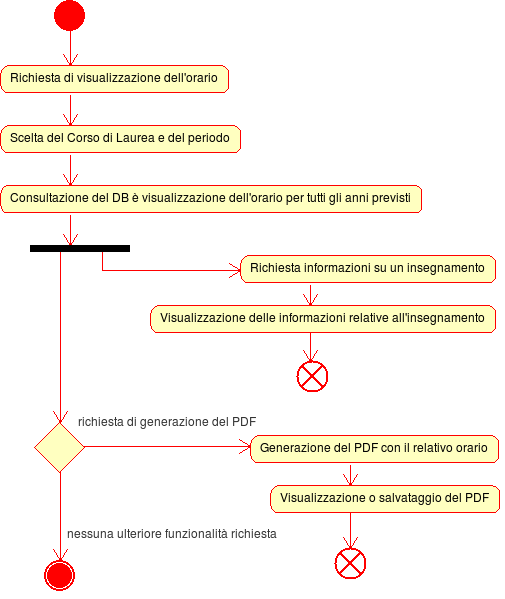 Richiesta di visualizzazione dell'orario
Scelta del Corso di Laurea e del periodo
Consultazione del DB è visualizzazione dell'orario per tutti gli anni previsti
Richiesta informazioni su un insegnamento
Visualizzazione delle informazioni relative all'insegnamento
richiesta di generazione del PDF
Generazione del PDF con il relativo orario
Visualizzazione o salvataggio del PDF
nessuna ulteriore funzionalità richiesta